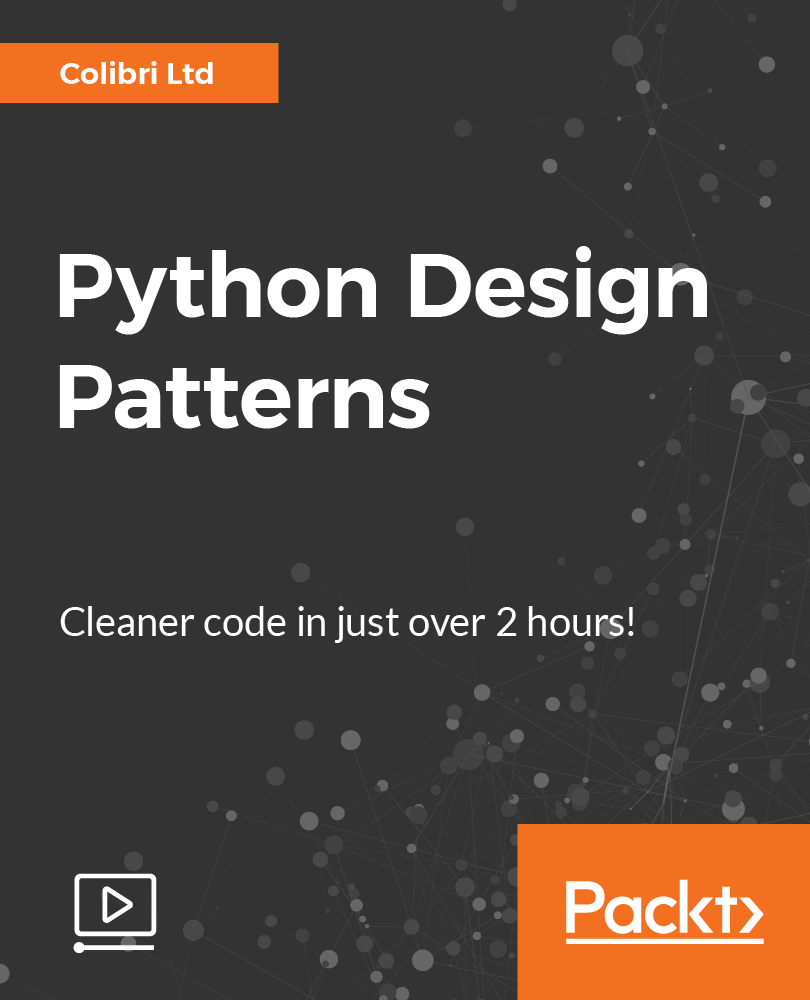 Colibri Ltd
Python Design
Patterns
Cleaner code in just over 2 hours!
Packt>